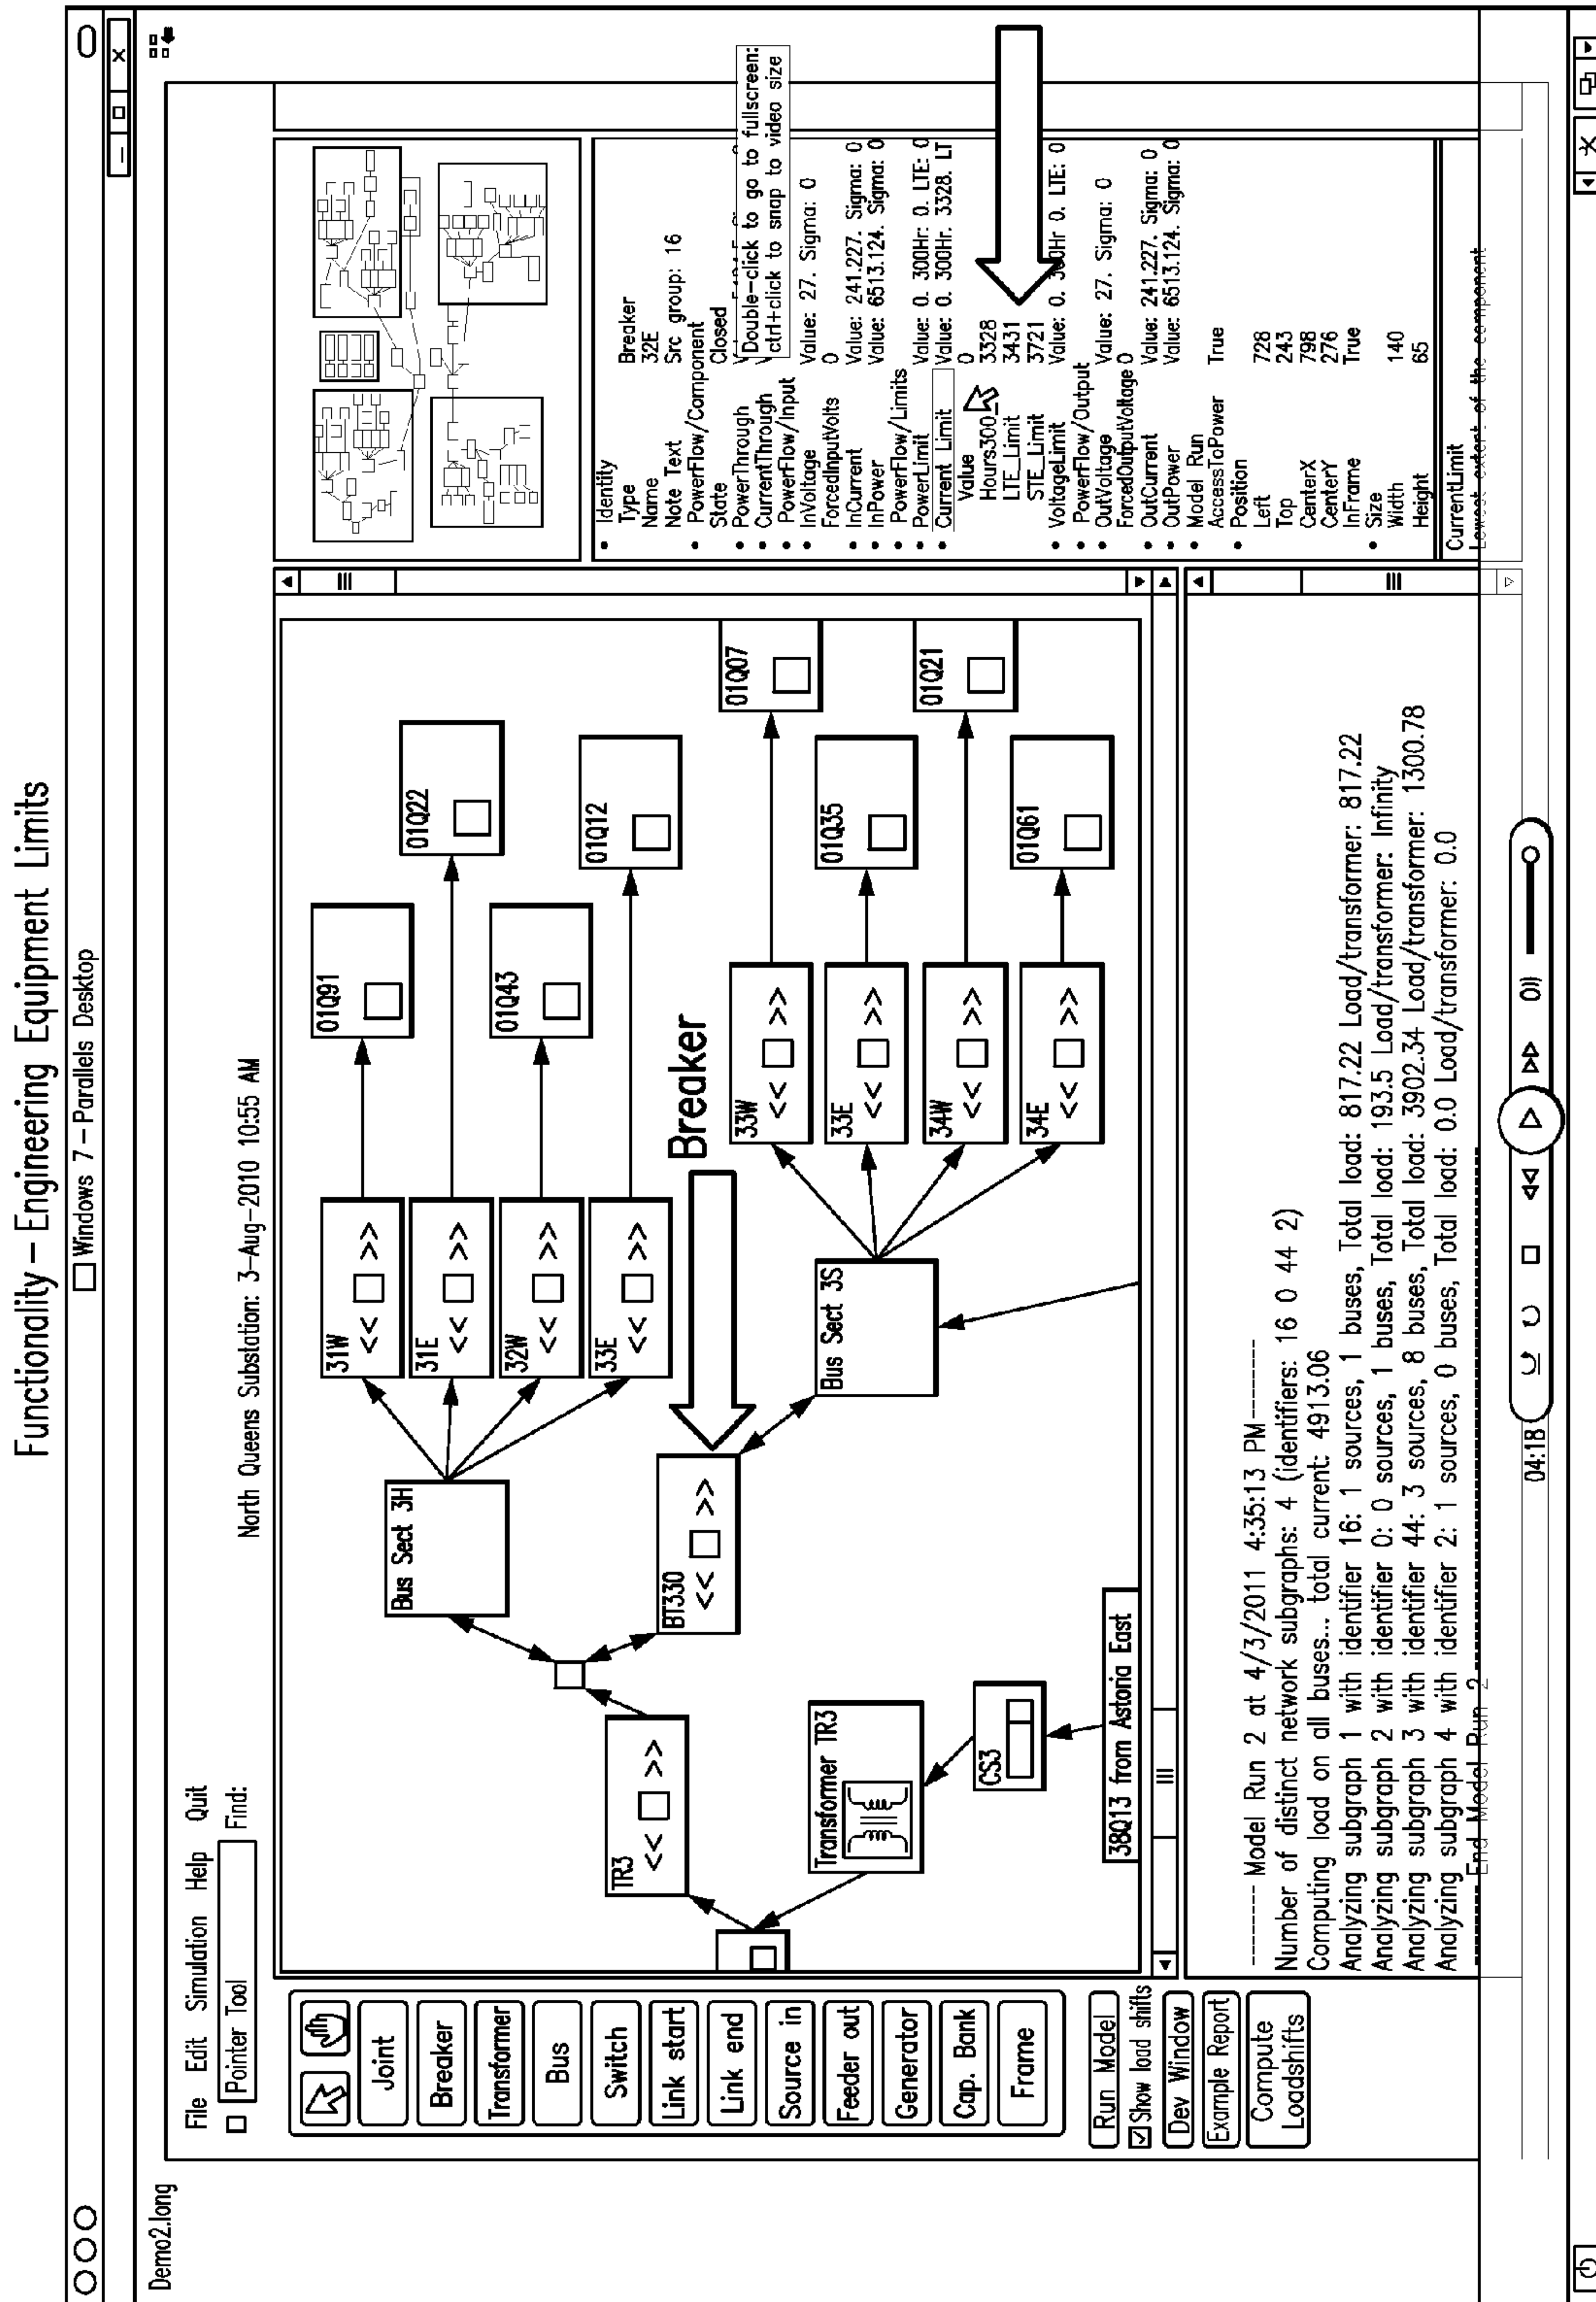 Functionality – Engineering Equipment Limits
Windows 7 – Parallels Desktop
Demo2.long
File Edit Simulation Help Quit
Pointer Tool
Find:
North Queens Substation: 3–Aug–2010 10:55 AM
Joint
Breaker
Transformer
Bus
Switch
Link start
Link end
Source in
Feeder out
Generator
Cap. Bank
Frame
Run Model
Show load shifts
Dev Window
Example Report
Compute
Loadshifts
Bus Sect 3H
31W
<< >>
01Q91
31E
<< >>
01Q22
32W
<< >>
01Q43
33E
<< >>
01Q12
TR3
<< >>
BT330
<< >>
Breaker
Transformer TR3
CS3
38Q13 from Astoria East
Bus Sect 3S
33W
<< >>
01Q07
33E
<< >>
01Q35
34W
<< >>
01Q21
34E
<< >>
01Q61
Identity
Type Breaker
Name 32E
Note Text Src group: 16
PowerFlow/Component
State Closed
PowerThrough
Double–click to go to fullscreen:
CurrentThrough
ctrl+click to snap to video size
PowerFlow/Input
InVoltage Value: 27. Sigma: 0
ForcedInputVolts 0
InCurrent Value: 241.227. Sigma: 0
InPower Value: 6513.124. Sigma: 0
PowerFlow/Limits
PowerLimit Value: 0. 300Hr: 0. LTE: 0
Current Limit Value: 0. 300Hr. 3328. LT
Value 0
Hours300_ 3328
LTE_Limit 3431
STE_Limit 3721
VoltageLimit Value: 0. 300Hr 0. LTE: 0
PowerFlow/Output
OutVoltage Value: 27. Sigma: 0
ForcedOutputVoltage 0
OutCurrent Value: 241.227. Sigma: 0
OutPower Value: 6513.124. Sigma: 0
Model Run
AccessToPower True
Position
Left 728
Top 243
CenterX 798
CenterY 276
InFrame True
Size
Width 140
Height 65
CurrentLimit
Lowest extent of the component
-------- Model Run 2 at 4/3/2011 4:35:13 PM --------
Number of distinct network subgraphs: 4 (identifiers: 16 0 44 2)
Computing load on all buses... total current: 4913.06
Analyzing subgraph 1 with identifier 16: 1 sources, 1 buses, Total load: 817.22 Load/transformer: 817.22
Analyzing subgraph 2 with identifier 0: 0 sources, 1 buses, Total load: 193.5 Load/transformer: Infinity
Analyzing subgraph 3 with identifier 44: 3 sources, 8 buses, Total load: 3902.34 Load/transformer: 1300.78
Analyzing subgraph 4 with identifier 2: 1 sources, 0 buses, Total load: 0.0 Load/transformer: 0.0
End Model Run 2
04:18